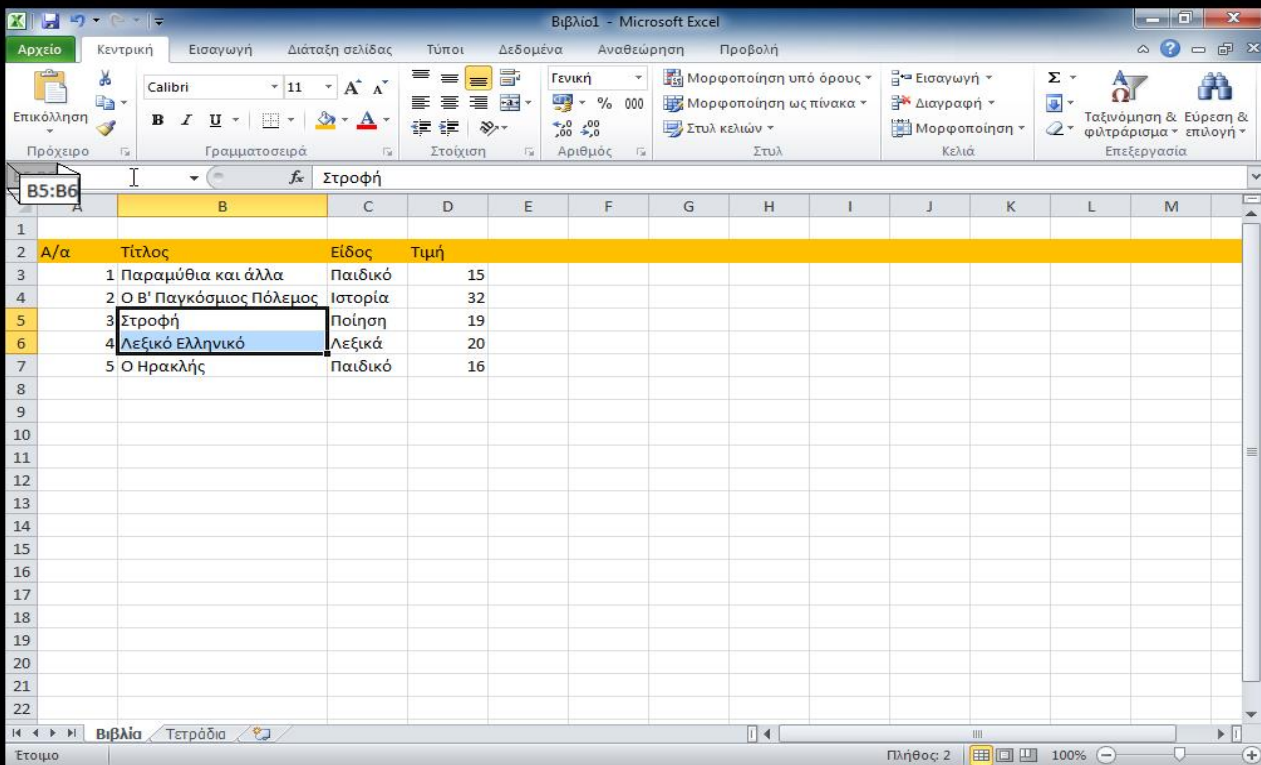 Βιβλίο1 - Microsoft Excel
Αρχείο Κεντρική Εισαγωγή Διάταξη σελίδας Τύποι Δεδομένα Αναθεώρηση Προβολή
Επικόλληση
Calibri 11
B I U
Γενική
% 000
Μορφοποίηση υπό όρους
Μορφοποίηση ως πίνακα
Στυλ κελιών
Εισαγωγή
Διαγραφή
Μορφοποίηση
Σ
Ταξινόμηση & φιλτράρισμα
Εύρεση & επιλογή
Πρόχειρο Γραμματοσειρά Στοίχιση Αριθμός Στυλ Κελιά Επεξεργασία
B5:B6 fx Στροφή
A B C D E F G H I J K L M
1
2 Α/α Τίτλος Είδος Τιμή
3 1 Παραμύθια και άλλα Παιδικό 15
4 2 Ο Β' Παγκόσμιος Πόλεμος Ιστορία 32
5 3 Στροφή Ποίηση 19
6 4 Λεξικό Ελληνικό Λεξικά 20
7 5 Ο Ηρακλής Παιδικό 16
8
9
10
11
12
13
14
15
16
17
18
19
20
21
22
Βιβλία Τετράδια
Έτοιμο Πλήθος: 2 100%